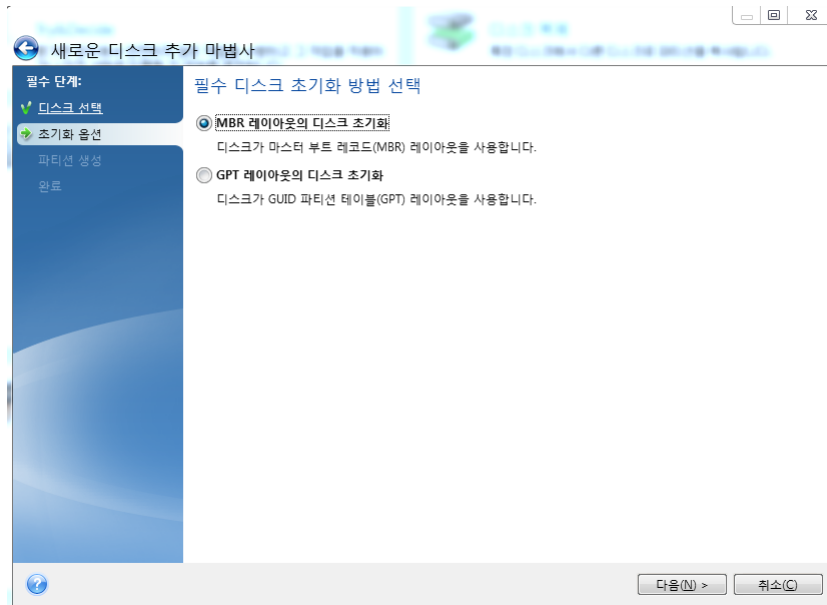 새로운 디스크 추가 마법사
필수 단계:
디스크 선택
초기화 옵션
파티션 생성
완료
필수 디스크 초기화 방법 선택
MBR 레이아웃의 디스크 초기화
디스크가 마스터 부트 레코드(MBR) 레이아웃을 사용합니다.
GPT 레이아웃의 디스크 초기화
디스크가 GUID 파티션 테이블(GPT) 레이아웃을 사용합니다.
다음(N) >
취소(C)